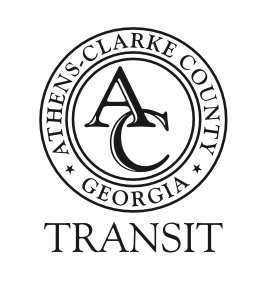 ATHENS-CLARKE COUNTY
AC
GEORGIA
TRANSIT